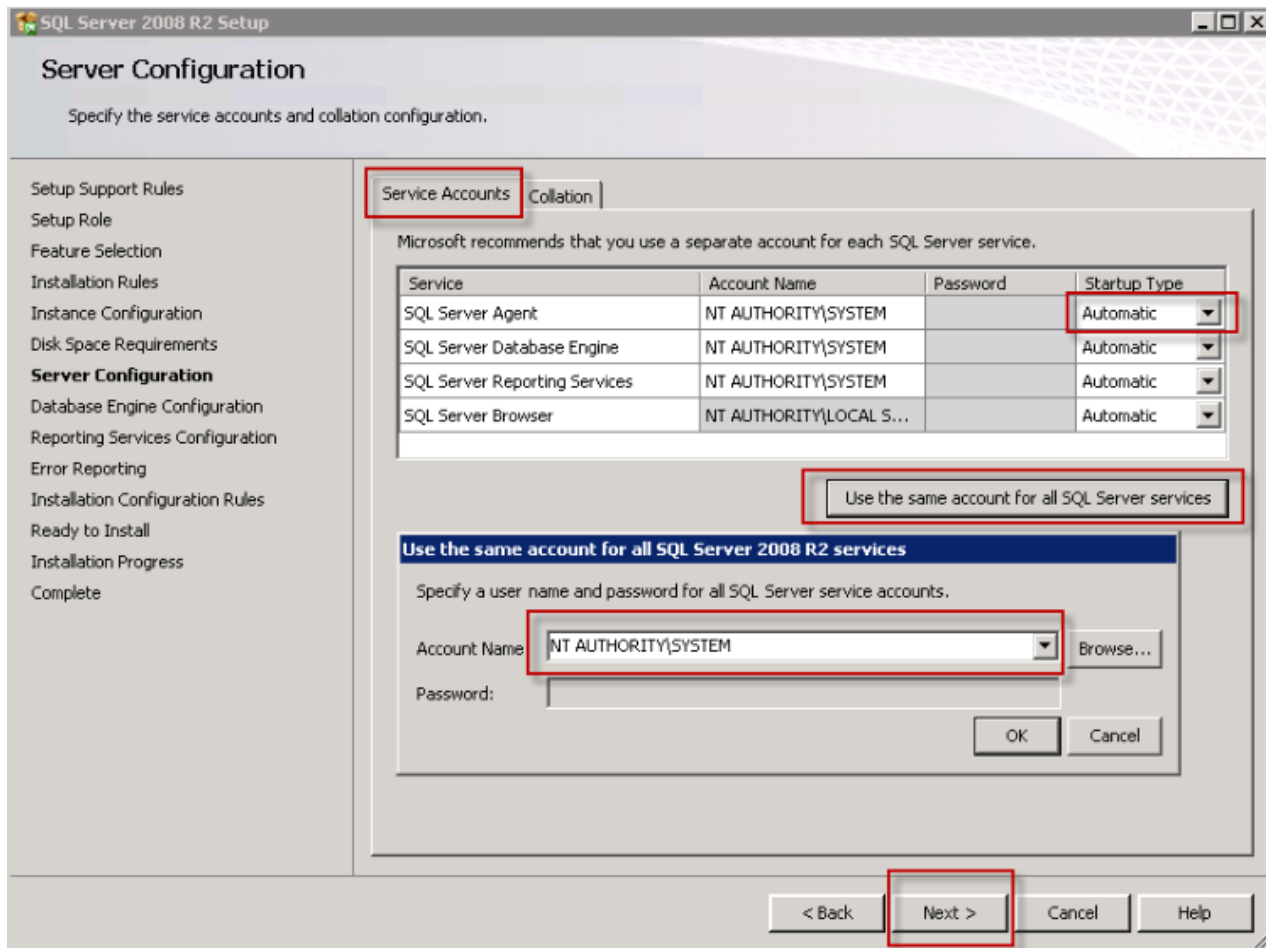 SQL Server 2008 R2 Setup
Server Configuration
Specify the service accounts and collation configuration.
Setup Support Rules
Setup Role
Feature Selection
Installation Rules
Instance Configuration
Disk Space Requirements
Server Configuration
Database Engine Configuration
Reporting Services Configuration
Error Reporting
Installation Configuration Rules
Ready to Install
Installation Progress
Complete
Service Accounts Collation
Microsoft recommends that you use a separate account for each SQL Server service.
Service Account Name Password Startup Type
SQL Server Agent NT AUTHORITY\SYSTEM Automatic
SQL Server Database Engine NT AUTHORITY\SYSTEM Automatic
SQL Server Reporting Services NT AUTHORITY\SYSTEM Automatic
SQL Server Browser NT AUTHORITY\LOCAL S... Automatic
Use the same account for all SQL Server services
Use the same account for all SQL Server 2008 R2 services
Specify a user name and password for all SQL Server service accounts.
Account Name NT AUTHORITY\SYSTEM Browse...
Password:
OK Cancel
< Back Next > Cancel Help